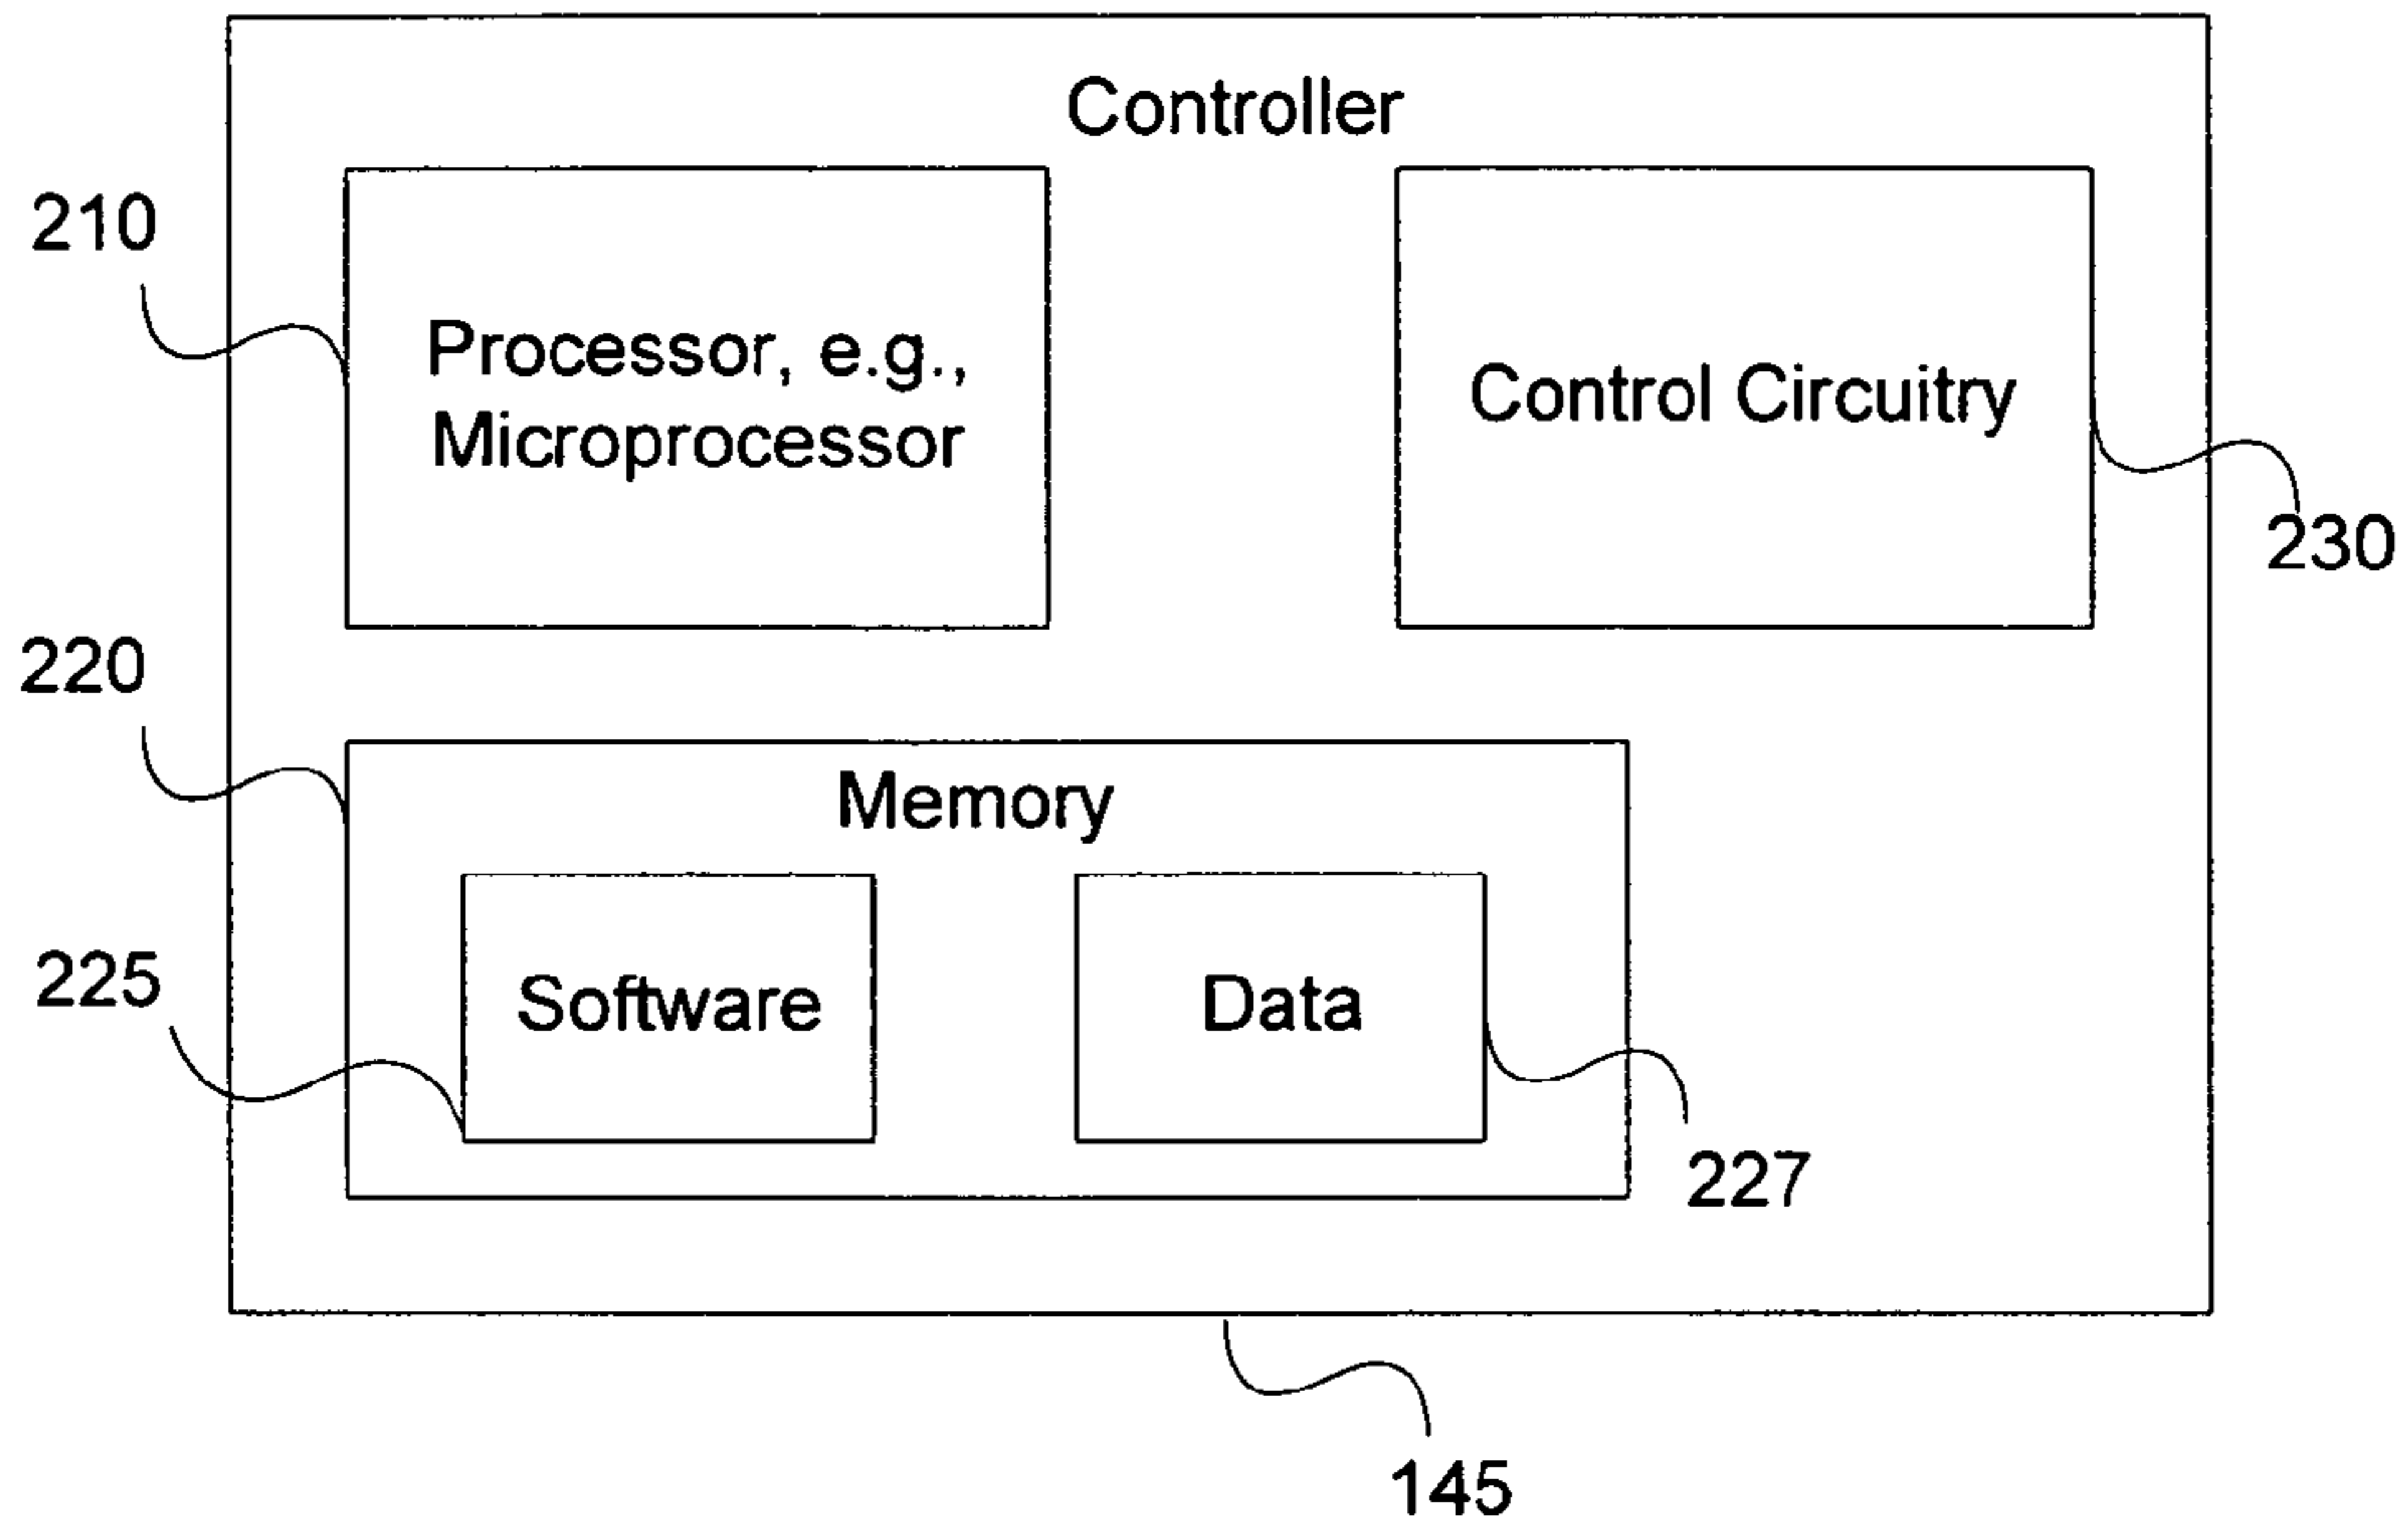 Controller
210
Processor, e.g.,
Microprocessor
Control Circuitry
230
220
Memory
225
Software
Data
227
145